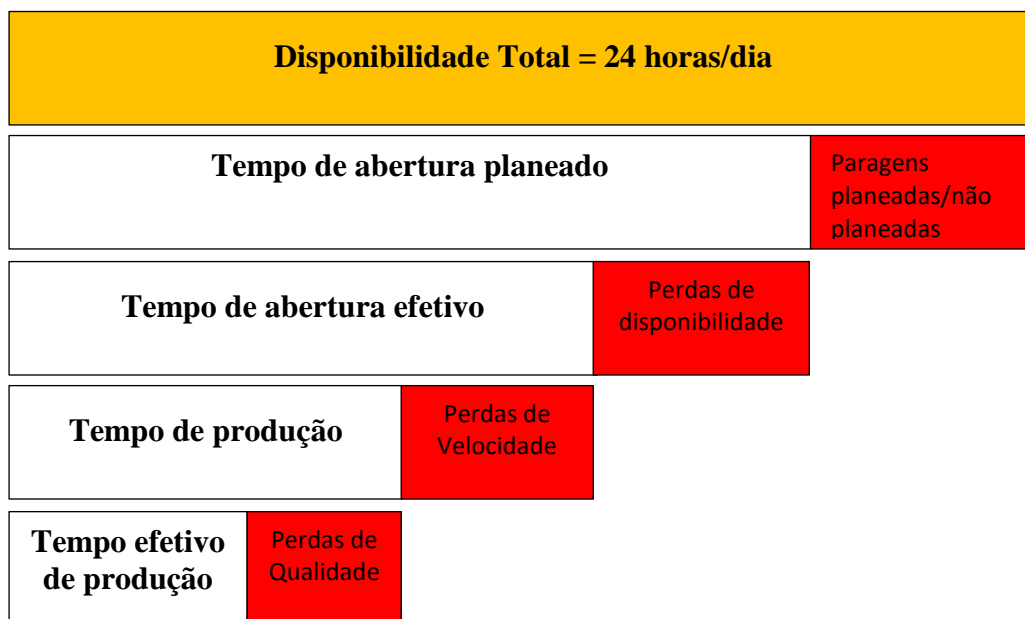 Disponibilidade Total = 24 horas/dia
Tempo de abertura planeado
Paragens
planeadas/não
planeadas
Tempo de abertura efetivo
Perdas de
disponibilidade
Tempo de produção
Perdas de
Velocidade
Tempo efetivo
de produção
Perdas de
Qualidade